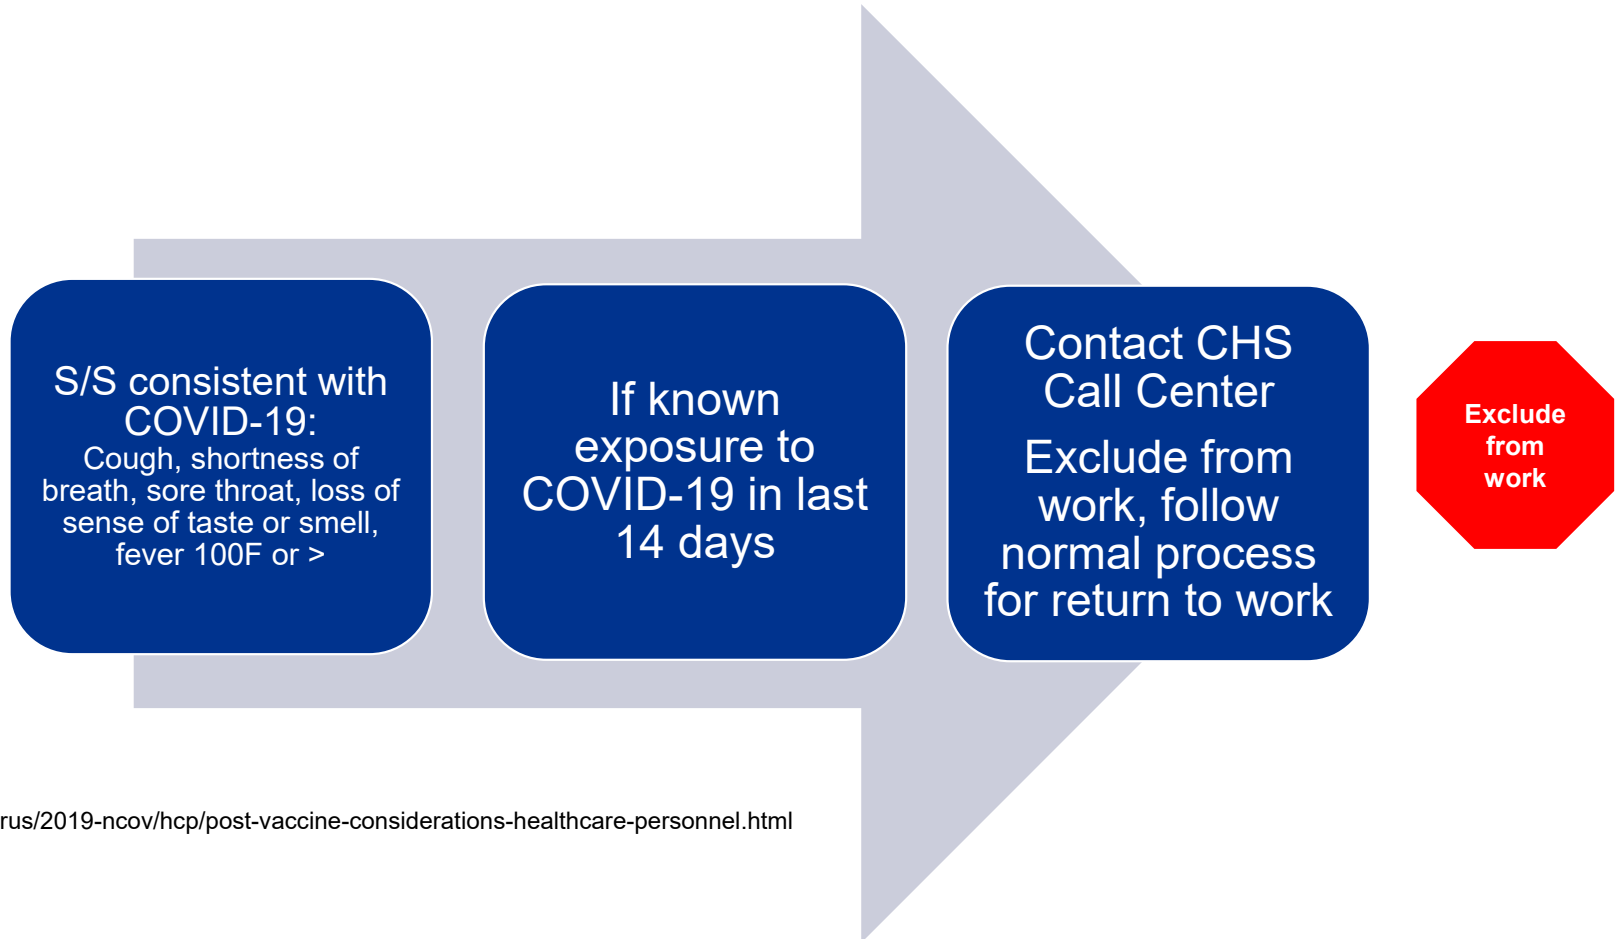 S/S consistent with
COVID-19:
Cough, shortness of
breath, sore throat, loss of
sense of taste or smell,
fever 100F or >
If known
exposure to
COVID-19 in last
14 days
Contact CHS
Call Center
Exclude from
work, follow
normal process
for return to work
Exclude
from
work
rus/2019-ncov/hcp/post-vaccine-considerations-healthcare-personnel.html